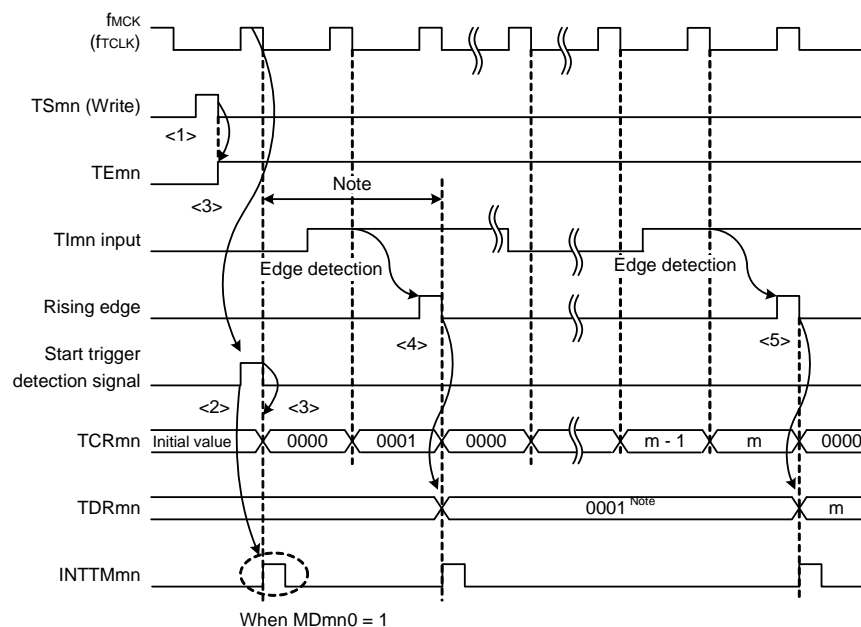 fMCK
(fTCLK)
TSmn (Write)
<1>
TEmn
<3>
Note
TImn input
Edge detection
Edge detection
Rising edge
<4>
<5>
Start trigger
detection signal
<2>
<3>
TCRmn
Initial value
0000
0001
0000
m - 1
m
0000
TDRmn
0001 Note
m
INTTMmn
When MDmn0 = 1